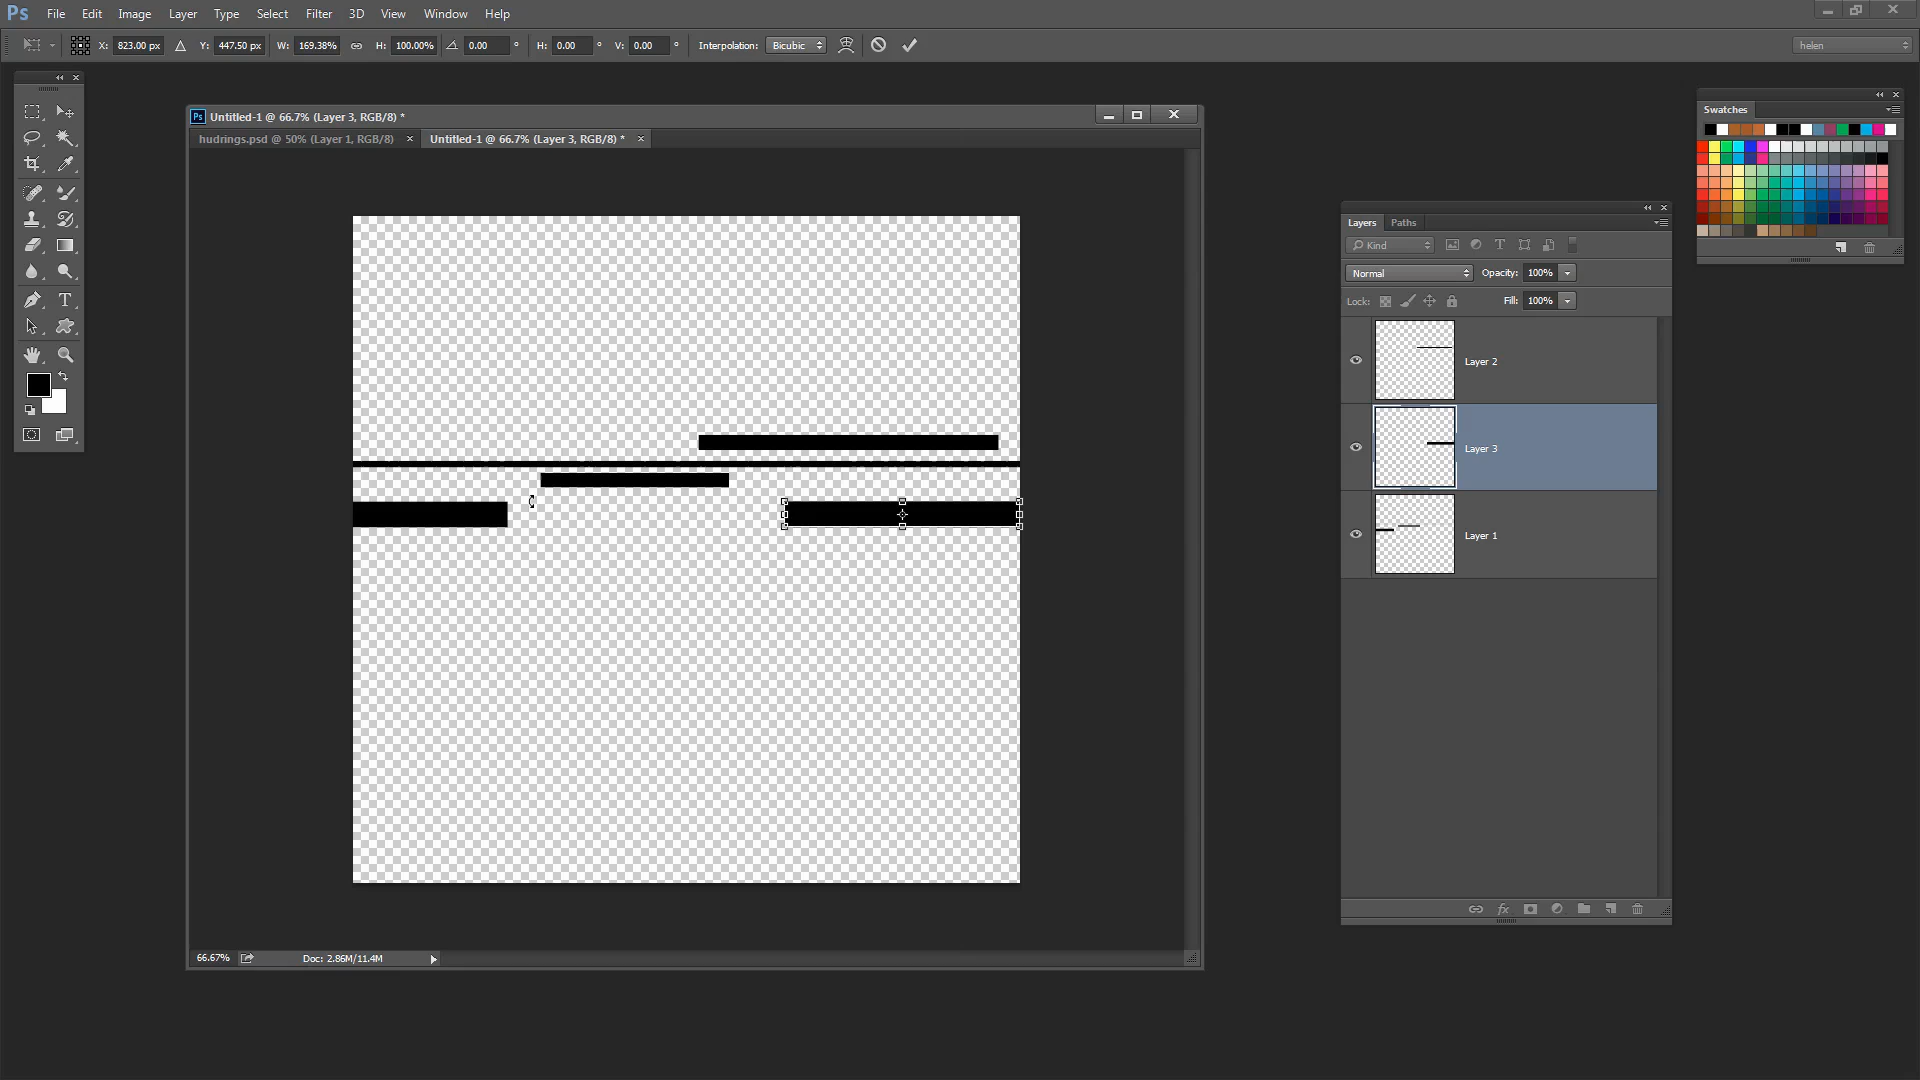 Ps File Edit Image Layer Type Select Filter 3D View Window Help
X: 823.00 px Y: 447.50 px W: 169.38% H: 100.00% 0.00 ° H: 0.00 ° V: 0.00 ° Interpolation: Bicubic helen
Ps Untitled-1 @ 66.7% (Layer 3, RGB/8) *
hudrings.psd @ 50% (Layer 1, RGB/8) × Untitled-1 @ 66.7% (Layer 3, RGB/8) * ×
Swatches
Layers Paths
Kind
Normal Opacity: 100%
Lock: Fill: 100%
Layer 2
Layer 3
Layer 1
fx
66.67% Doc: 2.86M/11.4M